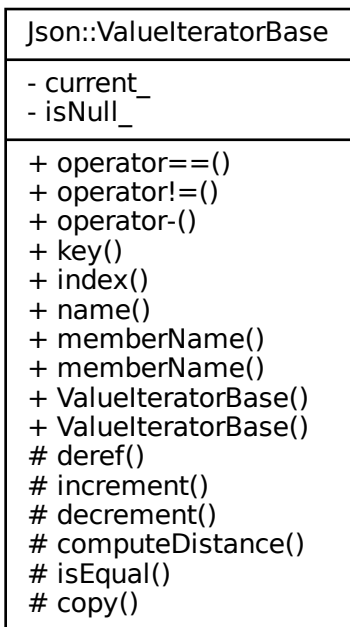 Json::ValueIteratorBase
- current_
- isNull_
+ operator==()
+ operator!=()
+ operator-()
+ key()
+ index()
+ name()
+ memberName()
+ memberName()
+ ValueIteratorBase()
+ ValueIteratorBase()
# deref()
# increment()
# decrement()
# computeDistance()
# isEqual()
# copy()